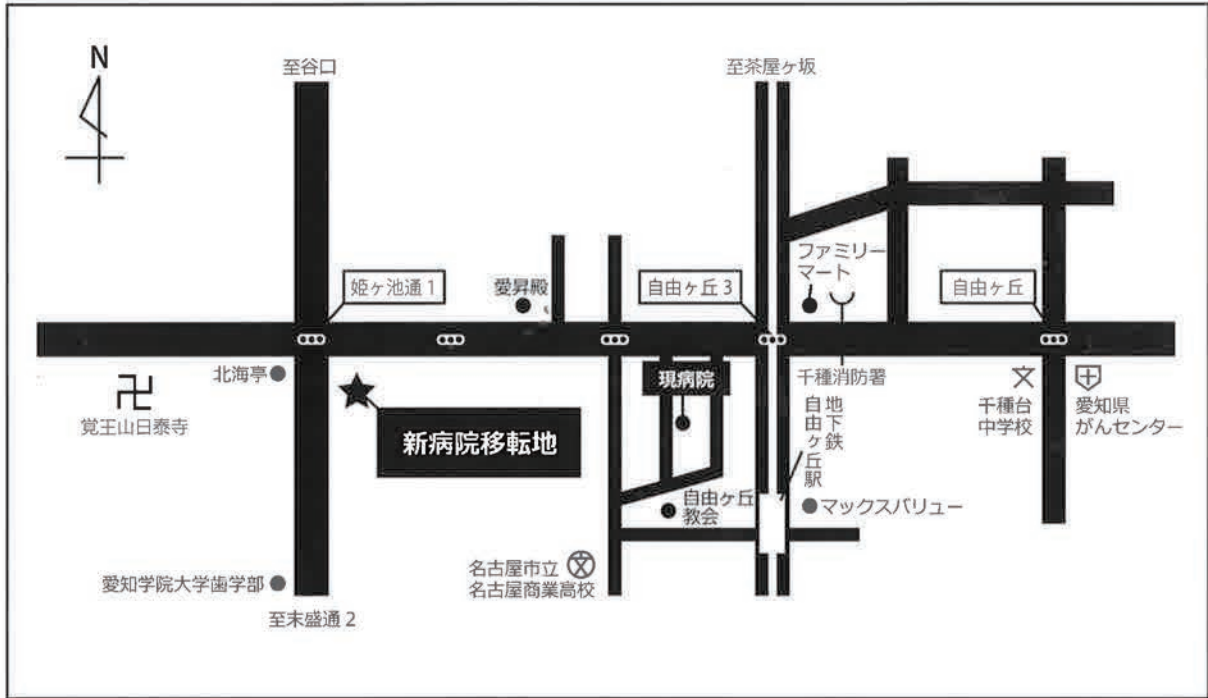 N
至谷口
至茶屋ヶ坂
姫ヶ池通1
愛昇殿
自由ヶ丘3
ファミリー
マート
自由ヶ丘
北海亭
現病院
千種消防署
覚王山日泰寺
新病院移転地
地下鉄
自由ヶ丘駅
千種台
中学校
愛知県
がんセンター
自由ヶ丘
教会
マックスバリュー
名古屋市立
名古屋商業高校
愛知学院大学歯学部
至末盛通2